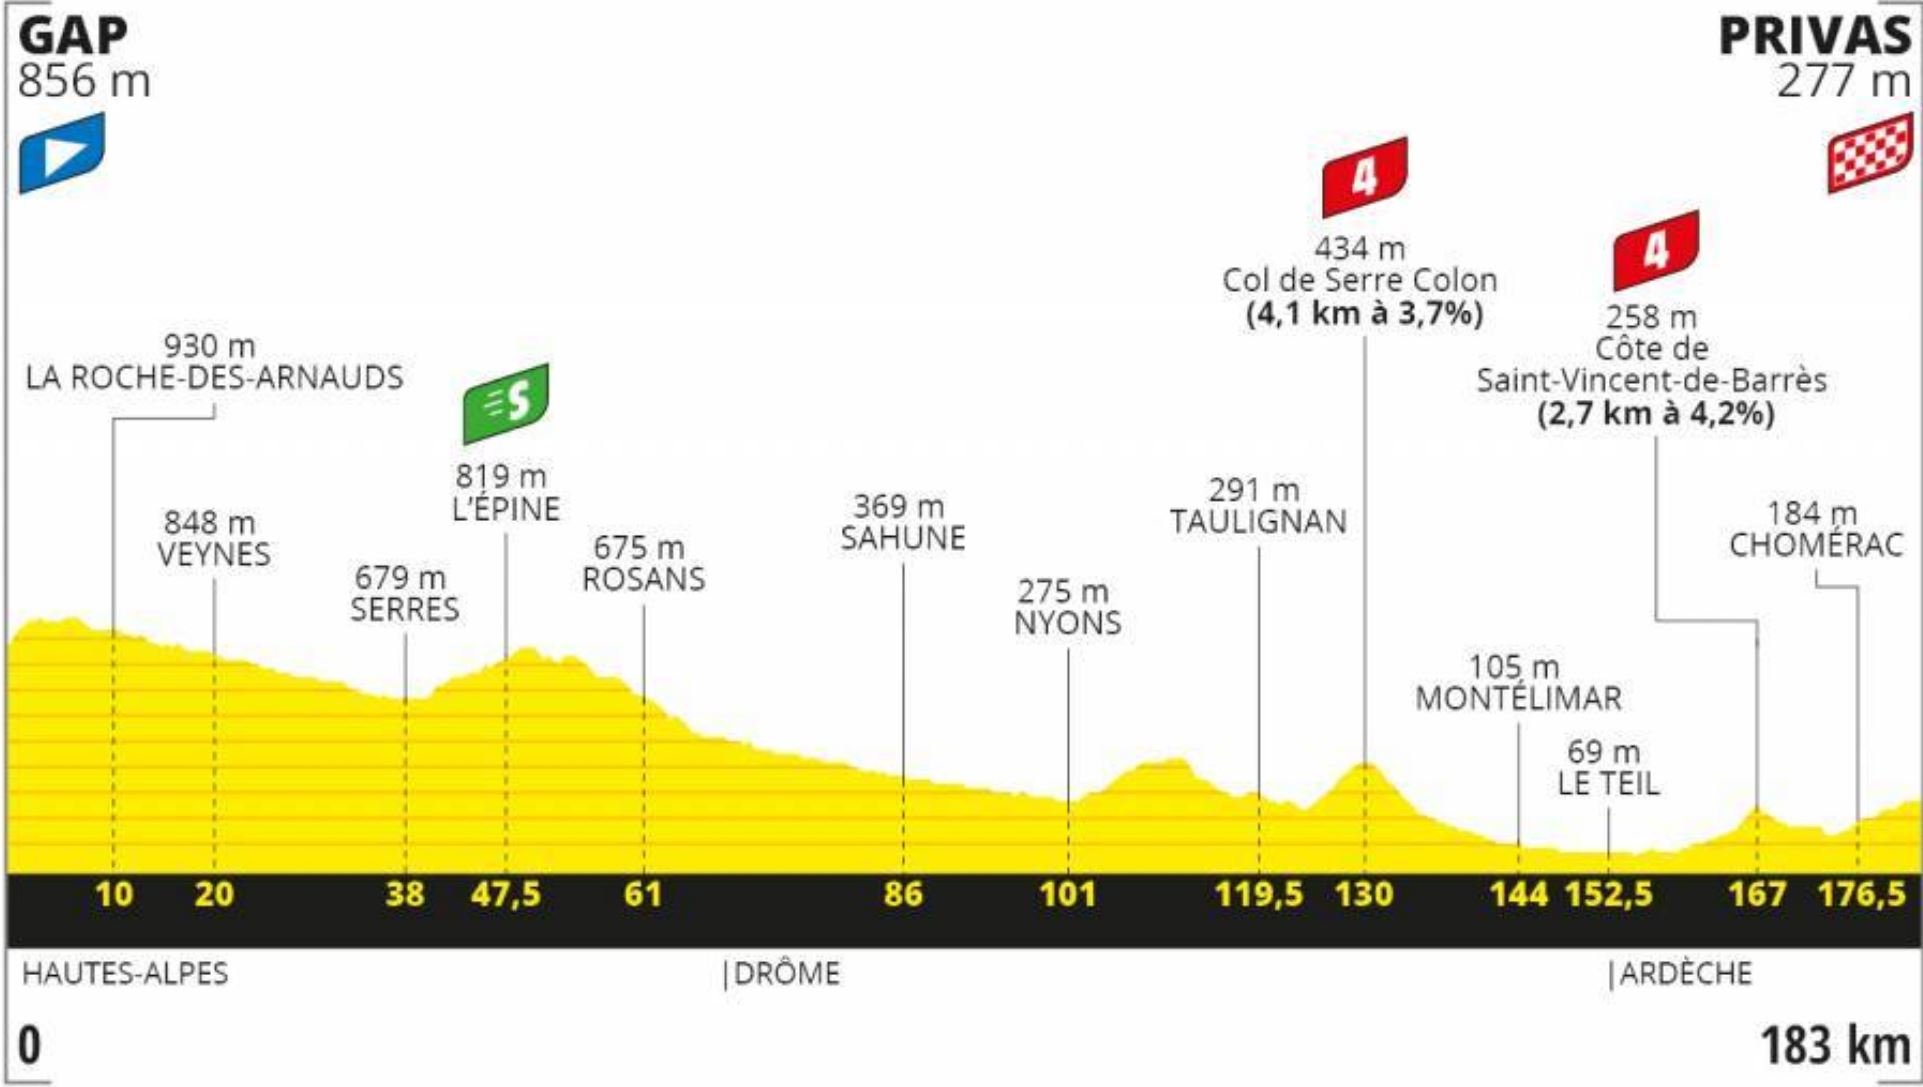 GAP
856 m
PRIVAS
277 m
4
434 m
Col de Serre Colon
(4,1 km à 3,7%)
4
258 m
Côte de
Saint-Vincent-de-Barrès
(2,7 km à 4,2%)
930 m
LA ROCHE-DES-ARNAUDS
S
848 m
VEYNES
679 m
SERRES
819 m
L'ÉPINE
675 m
ROSANS
369 m
SAHUNE
275 m
NYONS
291 m
TAULIGNAN
105 m
MONTÉLIMAR
69 m
LE TEIL
184 m
CHOMÉRAC
10 20 38 47,5 61 86 101 119,5 130 144 152,5 167 176,5
HAUTES-ALPES |DRÔME |ARDÈCHE
0 183 km